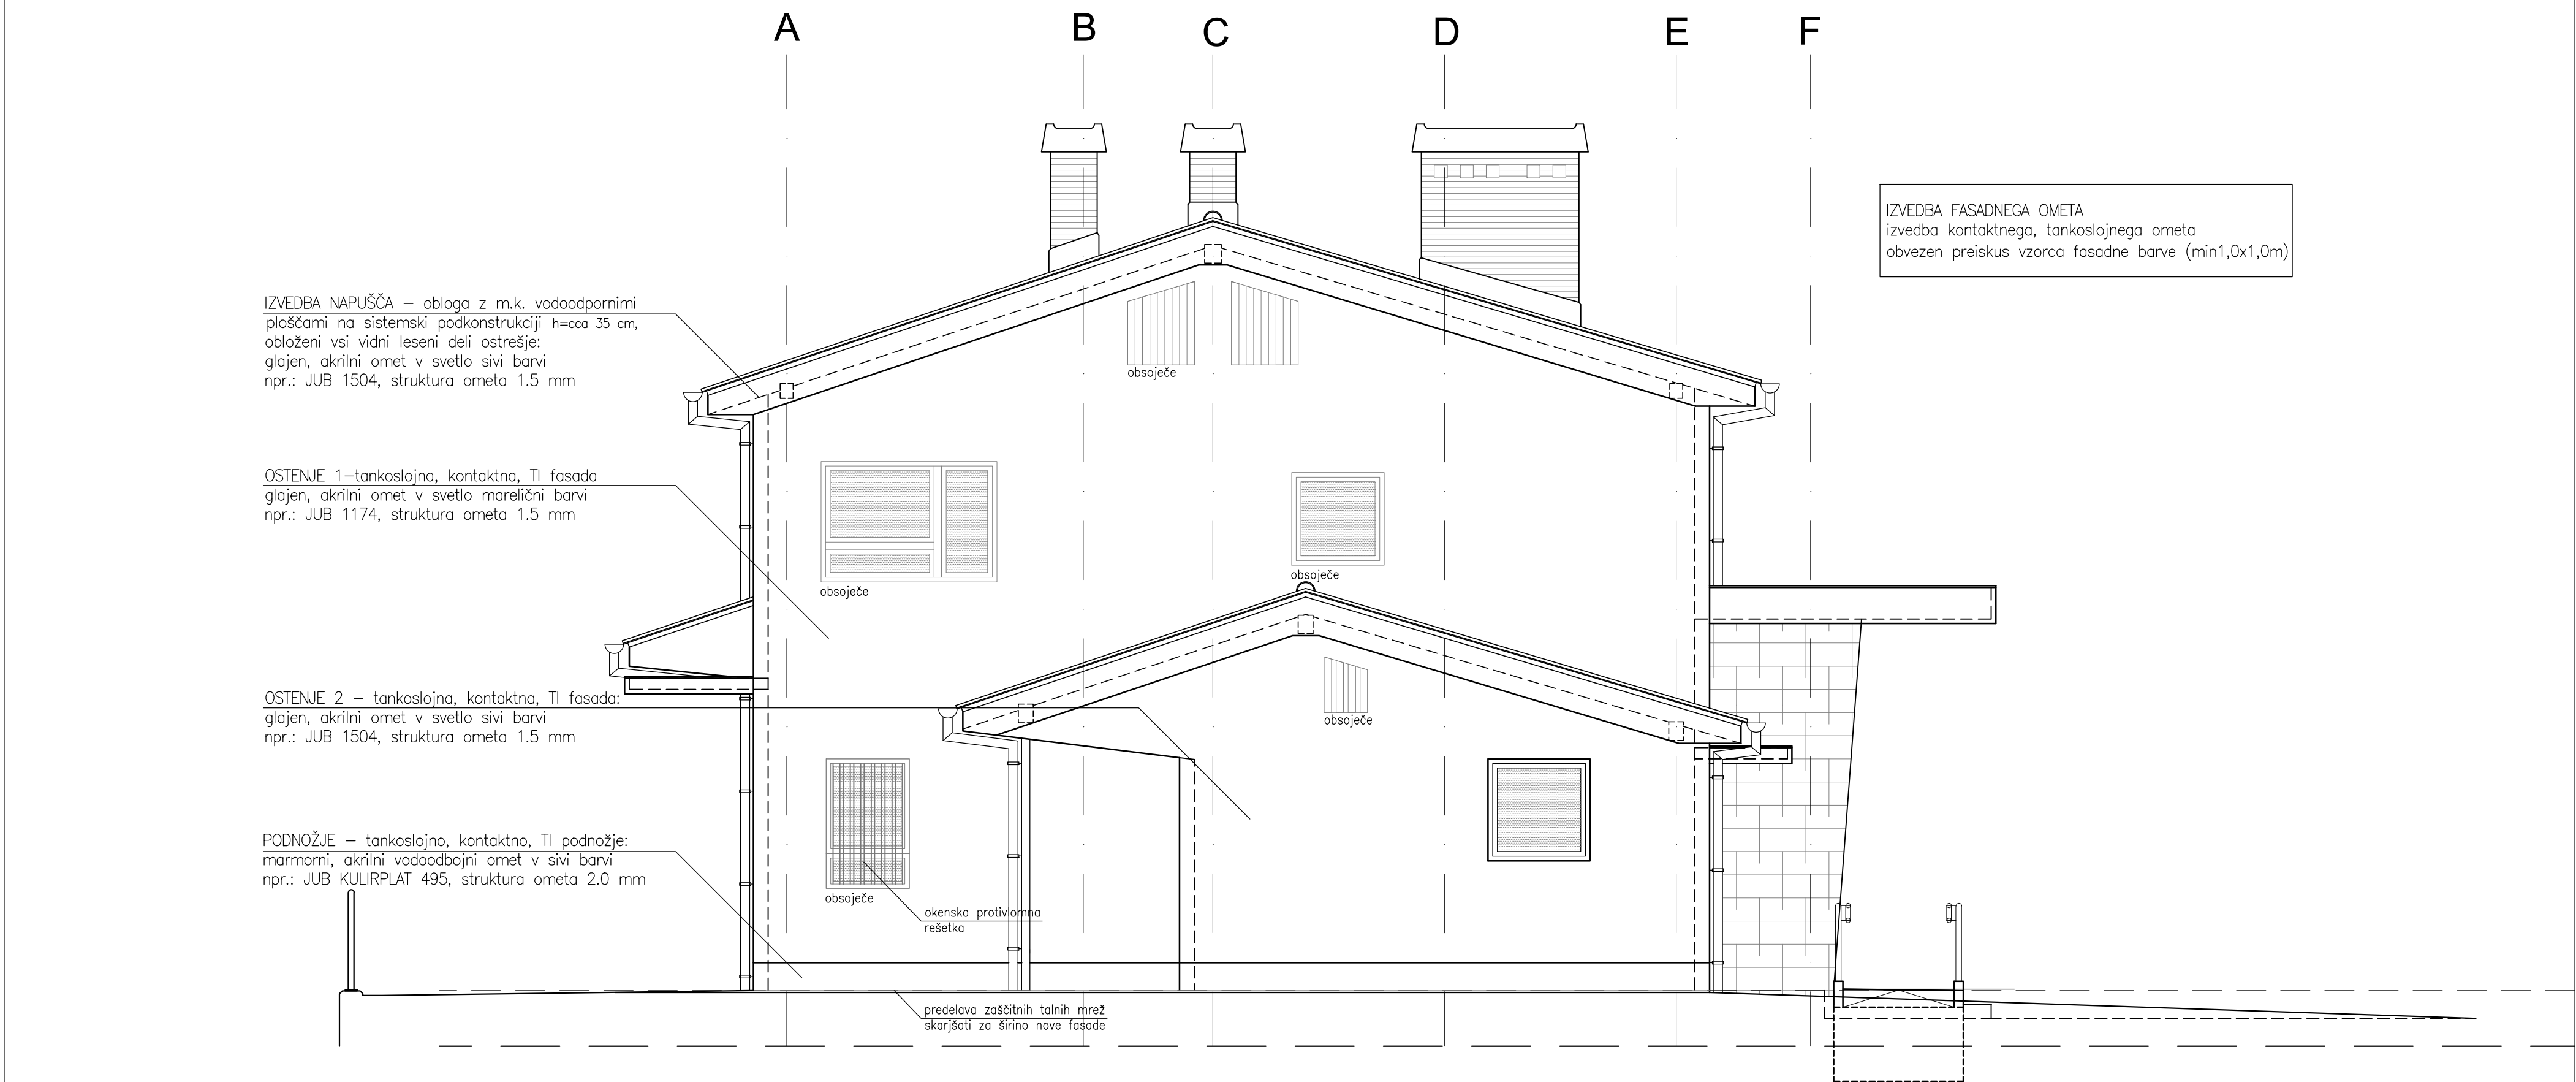 A B C D E F
IZVEDBA FASADNEGA OMETA
izvedba kontaktnega, tankoslojnega ometa
obvezen preiskus vzorca fasadne barve (min1,0x1,0m)
IZVEDBA NAPUŠČA – obloga z m.k. vodoodpornimi
ploščami na sistemski podkonstrukciji h=cca 35 cm,
obloženi vsi vidni leseni deli ostrešje:
glajen, akrilni omet v svetlo sivi barvi
npr.: JUB 1504, struktura ometa 1.5 mm
obsoječe
OSTENJE 1–tankoslojna, kontaktna, TI fasada
glajen, akrilni omet v svetlo marelični barvi
npr.: JUB 1174, struktura ometa 1.5 mm
obsoječe
obsoječe
OSTENJE 2 – tankoslojna, kontaktna, TI fasada:
glajen, akrilni omet v svetlo sivi barvi
npr.: JUB 1504, struktura ometa 1.5 mm
obsoječe
PODNOŽJE – tankoslojno, kontaktno, TI podnožje:
marmorni, akrilni vodoodbojni omet v sivi barvi
npr.: JUB KULIRPLAT 495, struktura ometa 2.0 mm
obsoječe
okenska protivlomna
rešetka
predelava zaščitnih talnih mrež
skarjšati za širino nove fasade